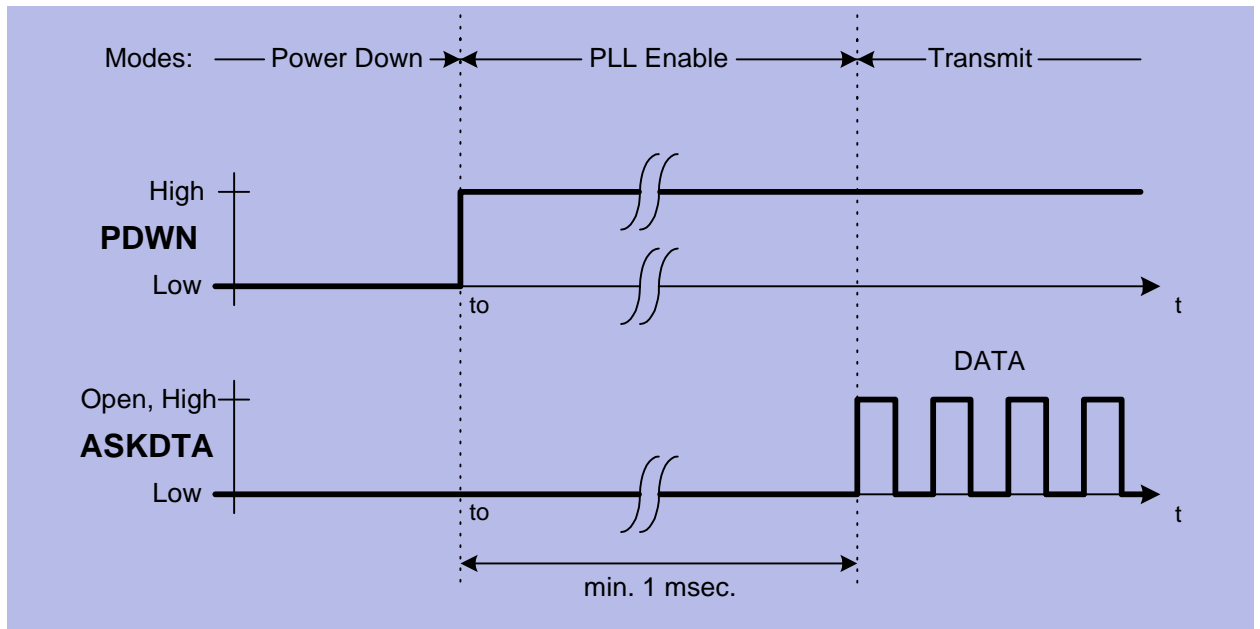 Modes: Power Down PLL Enable Transmit
High
PDWN
Low
to
t
DATA
Open, High
ASKDTA
Low
to
t
min. 1 msec.